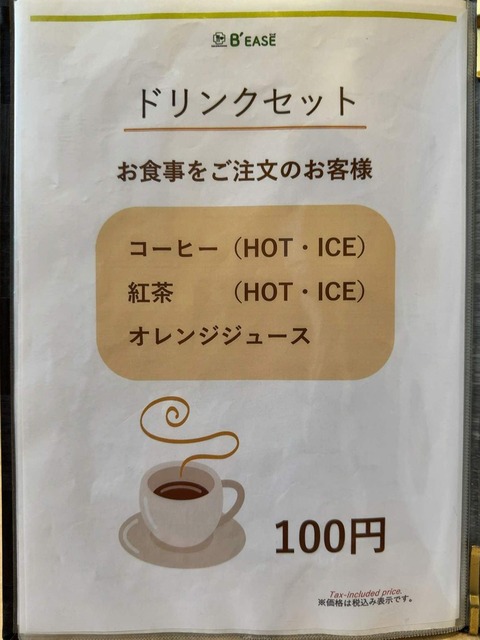 B'EASE
ドリンクセット
お食事をご注文のお客様
コーヒー（HOT・ICE）
紅茶　　（HOT・ICE）
オレンジジュース
100円
Tax-included price.
※価格は税込み表示です。